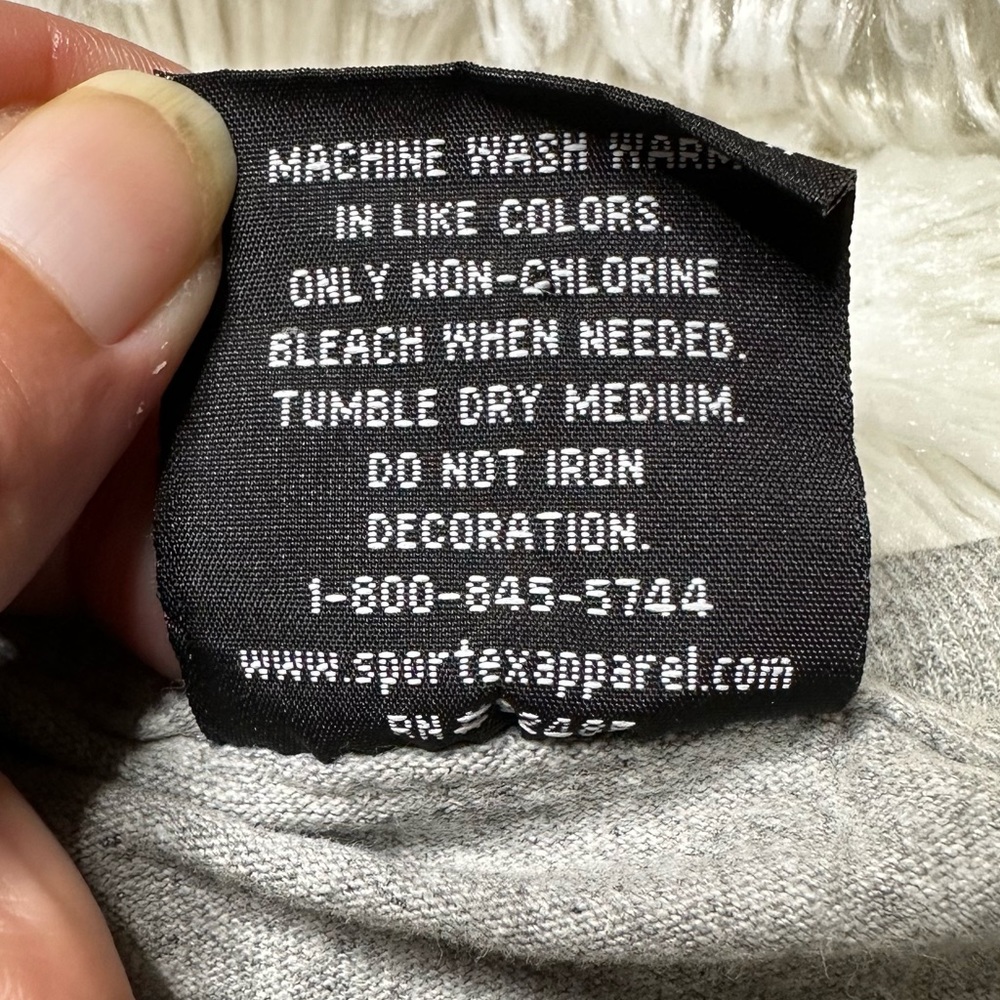 MACHINE WASH WARM
IN LIKE COLORS.
ONLY NON-CHLORINE
BLEACH WHEN NEEDED.
TUMBLE DRY MEDIUM.
DO NOT IRON
DECORATION.
1-800-845-5744
www.sportexapparel.com
RN